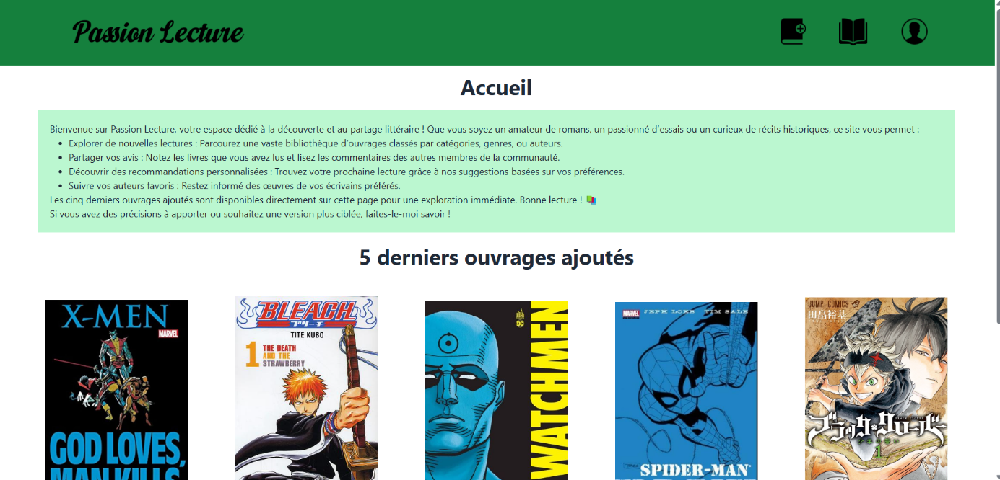 Passion Lecture
Accueil
Bienvenue sur Passion Lecture, votre espace dédié à la découverte et au partage littéraire ! Que vous soyez un amateur de romans, un passionné d’essais ou un curieux de récits historiques, ce site vous permet :
• Explorer de nouvelles lectures : Parcourez une vaste bibliothèque d’ouvrages classés par catégories, genres, ou auteurs.
• Partager vos avis : Notez les livres que vous avez lus et lisez les commentaires des autres membres de la communauté.
• Découvrir des recommandations personnalisées : Trouvez votre prochaine lecture grâce à nos suggestions basées sur vos préférences.
• Suivre vos auteurs favoris : Restez informé des œuvres de vos écrivains préférés.
Les cinq derniers ouvrages ajoutés sont disponibles directement sur cette page pour une exploration immédiate. Bonne lecture ! 📚
Si vous avez des précisions à apporter ou souhaitez une version plus ciblée, faites-le-moi savoir !
5 derniers ouvrages ajoutés
X-MEN
MARVEL
GOD LOVES,
MAN KILLS
BLEACH
ブリーチ
TITE KUBO
1 THE DEATH
AND THE
STRAWBERRY
DC
WATCHMEN
MARVEL JEPH LOEB TIM SALE
SPIDER-MAN
JUMP COMICS
田畠裕基
BLACK CLOVER
ブラッククローバー
1